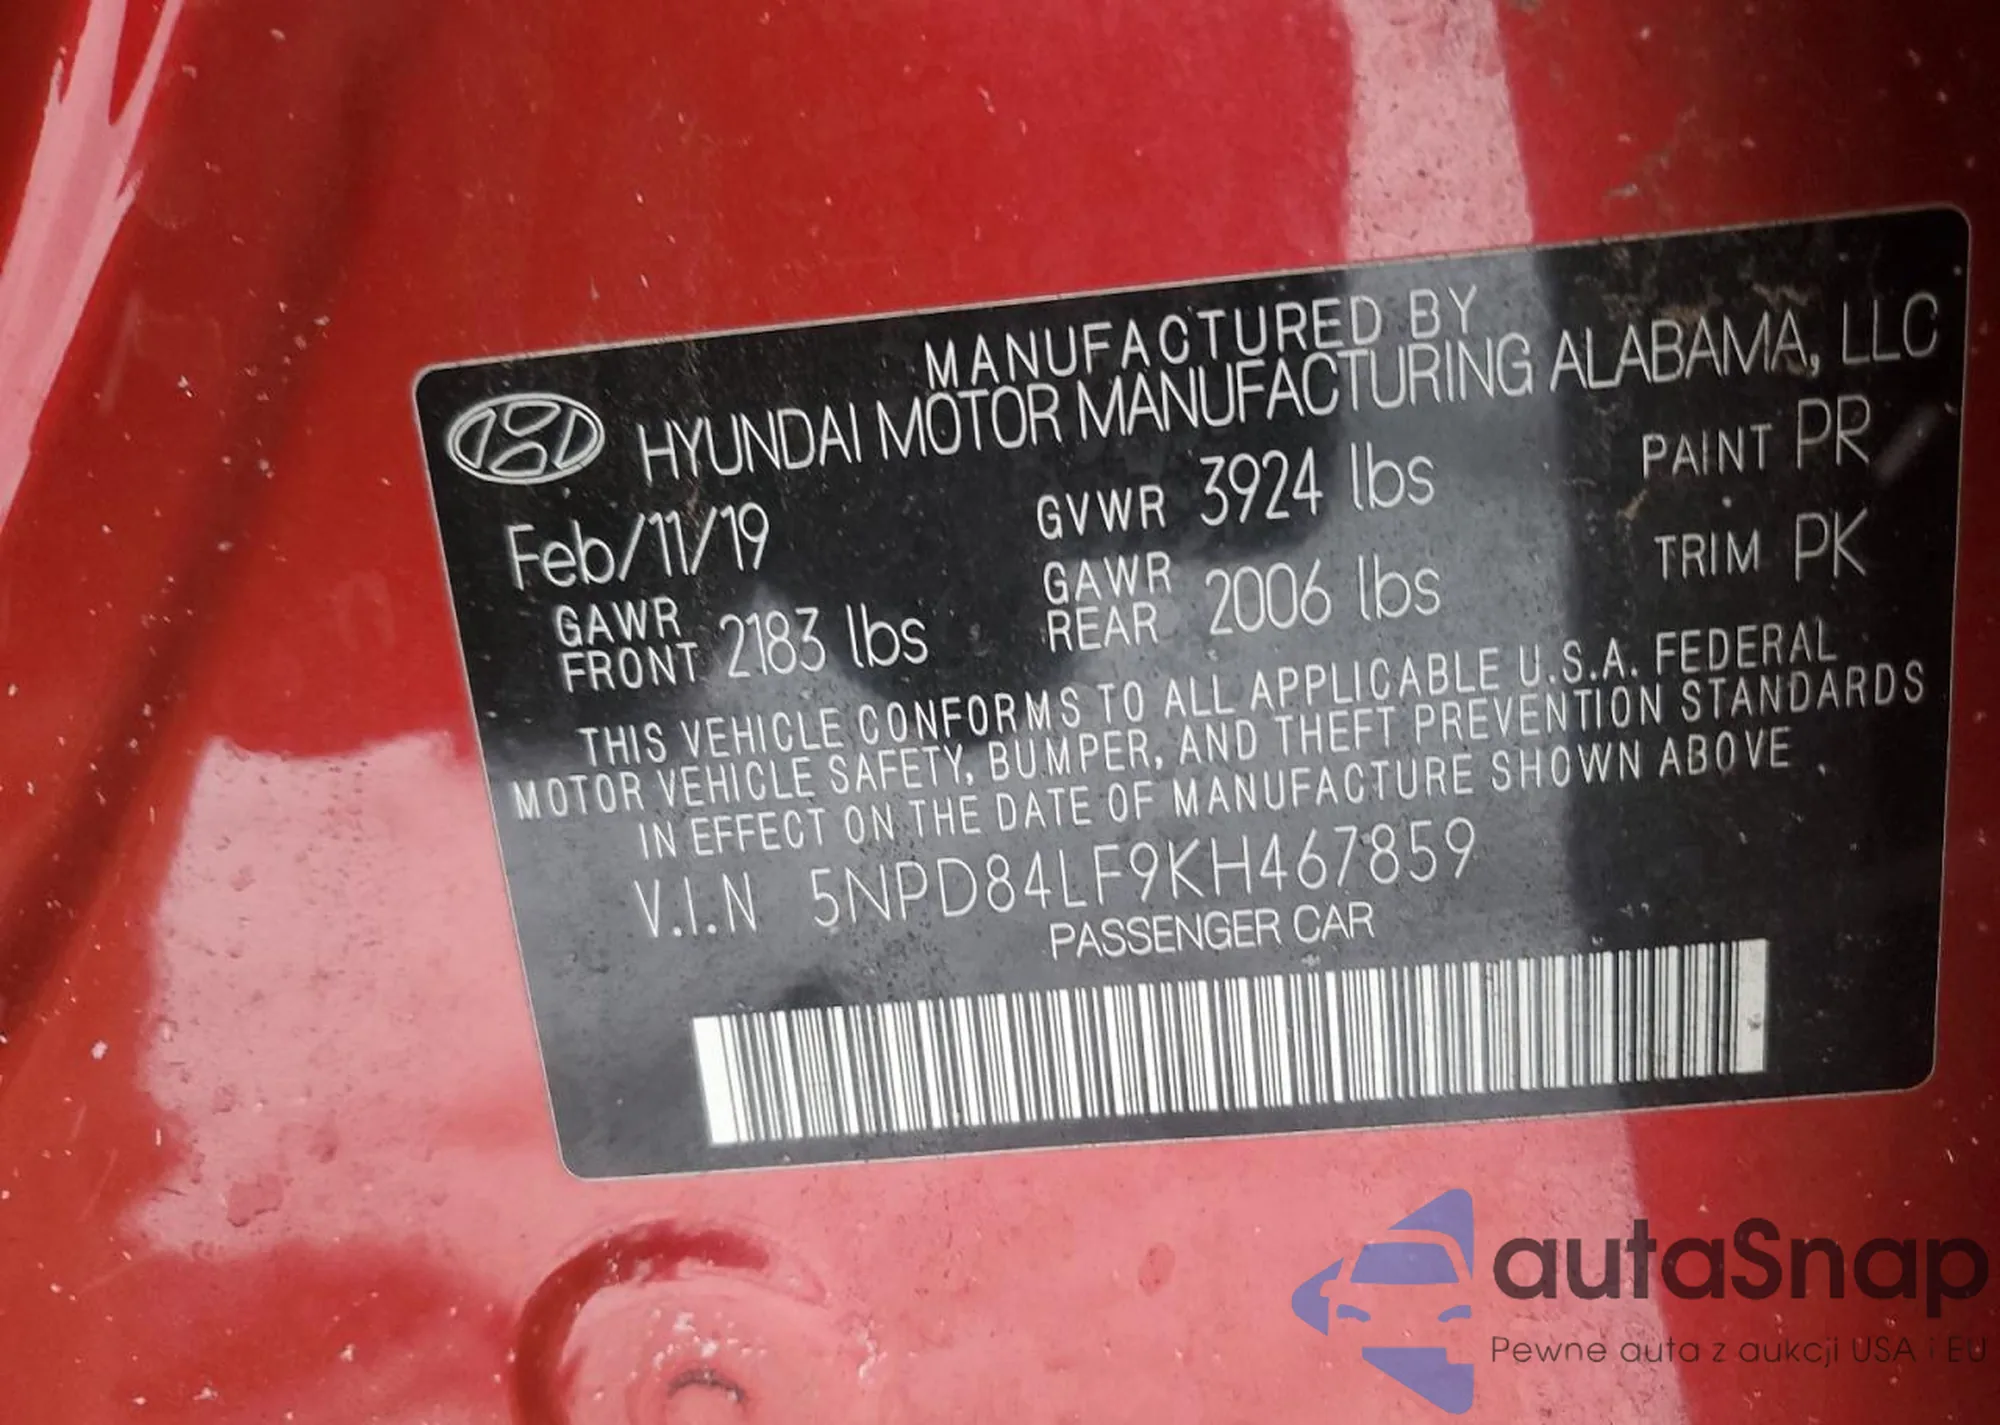 MANUFACTURED BY
HYUNDAI MOTOR MANUFACTURING ALABAMA, LLC
Feb/11/19 GVWR 3924 lbs PAINT PR
GAWR FRONT 2183 lbs GAWR REAR 2006 lbs TRIM PK
THIS VEHICLE CONFORMS TO ALL APPLICABLE U.S.A. FEDERAL
MOTOR VEHICLE SAFETY, BUMPER, AND THEFT PREVENTION STANDARDS
IN EFFECT ON THE DATE OF MANUFACTURE SHOWN ABOVE
V.I.N 5NPD84LF9KH467859
PASSENGER CAR
autaSnap
Pewne auta z aukcji USA i EU